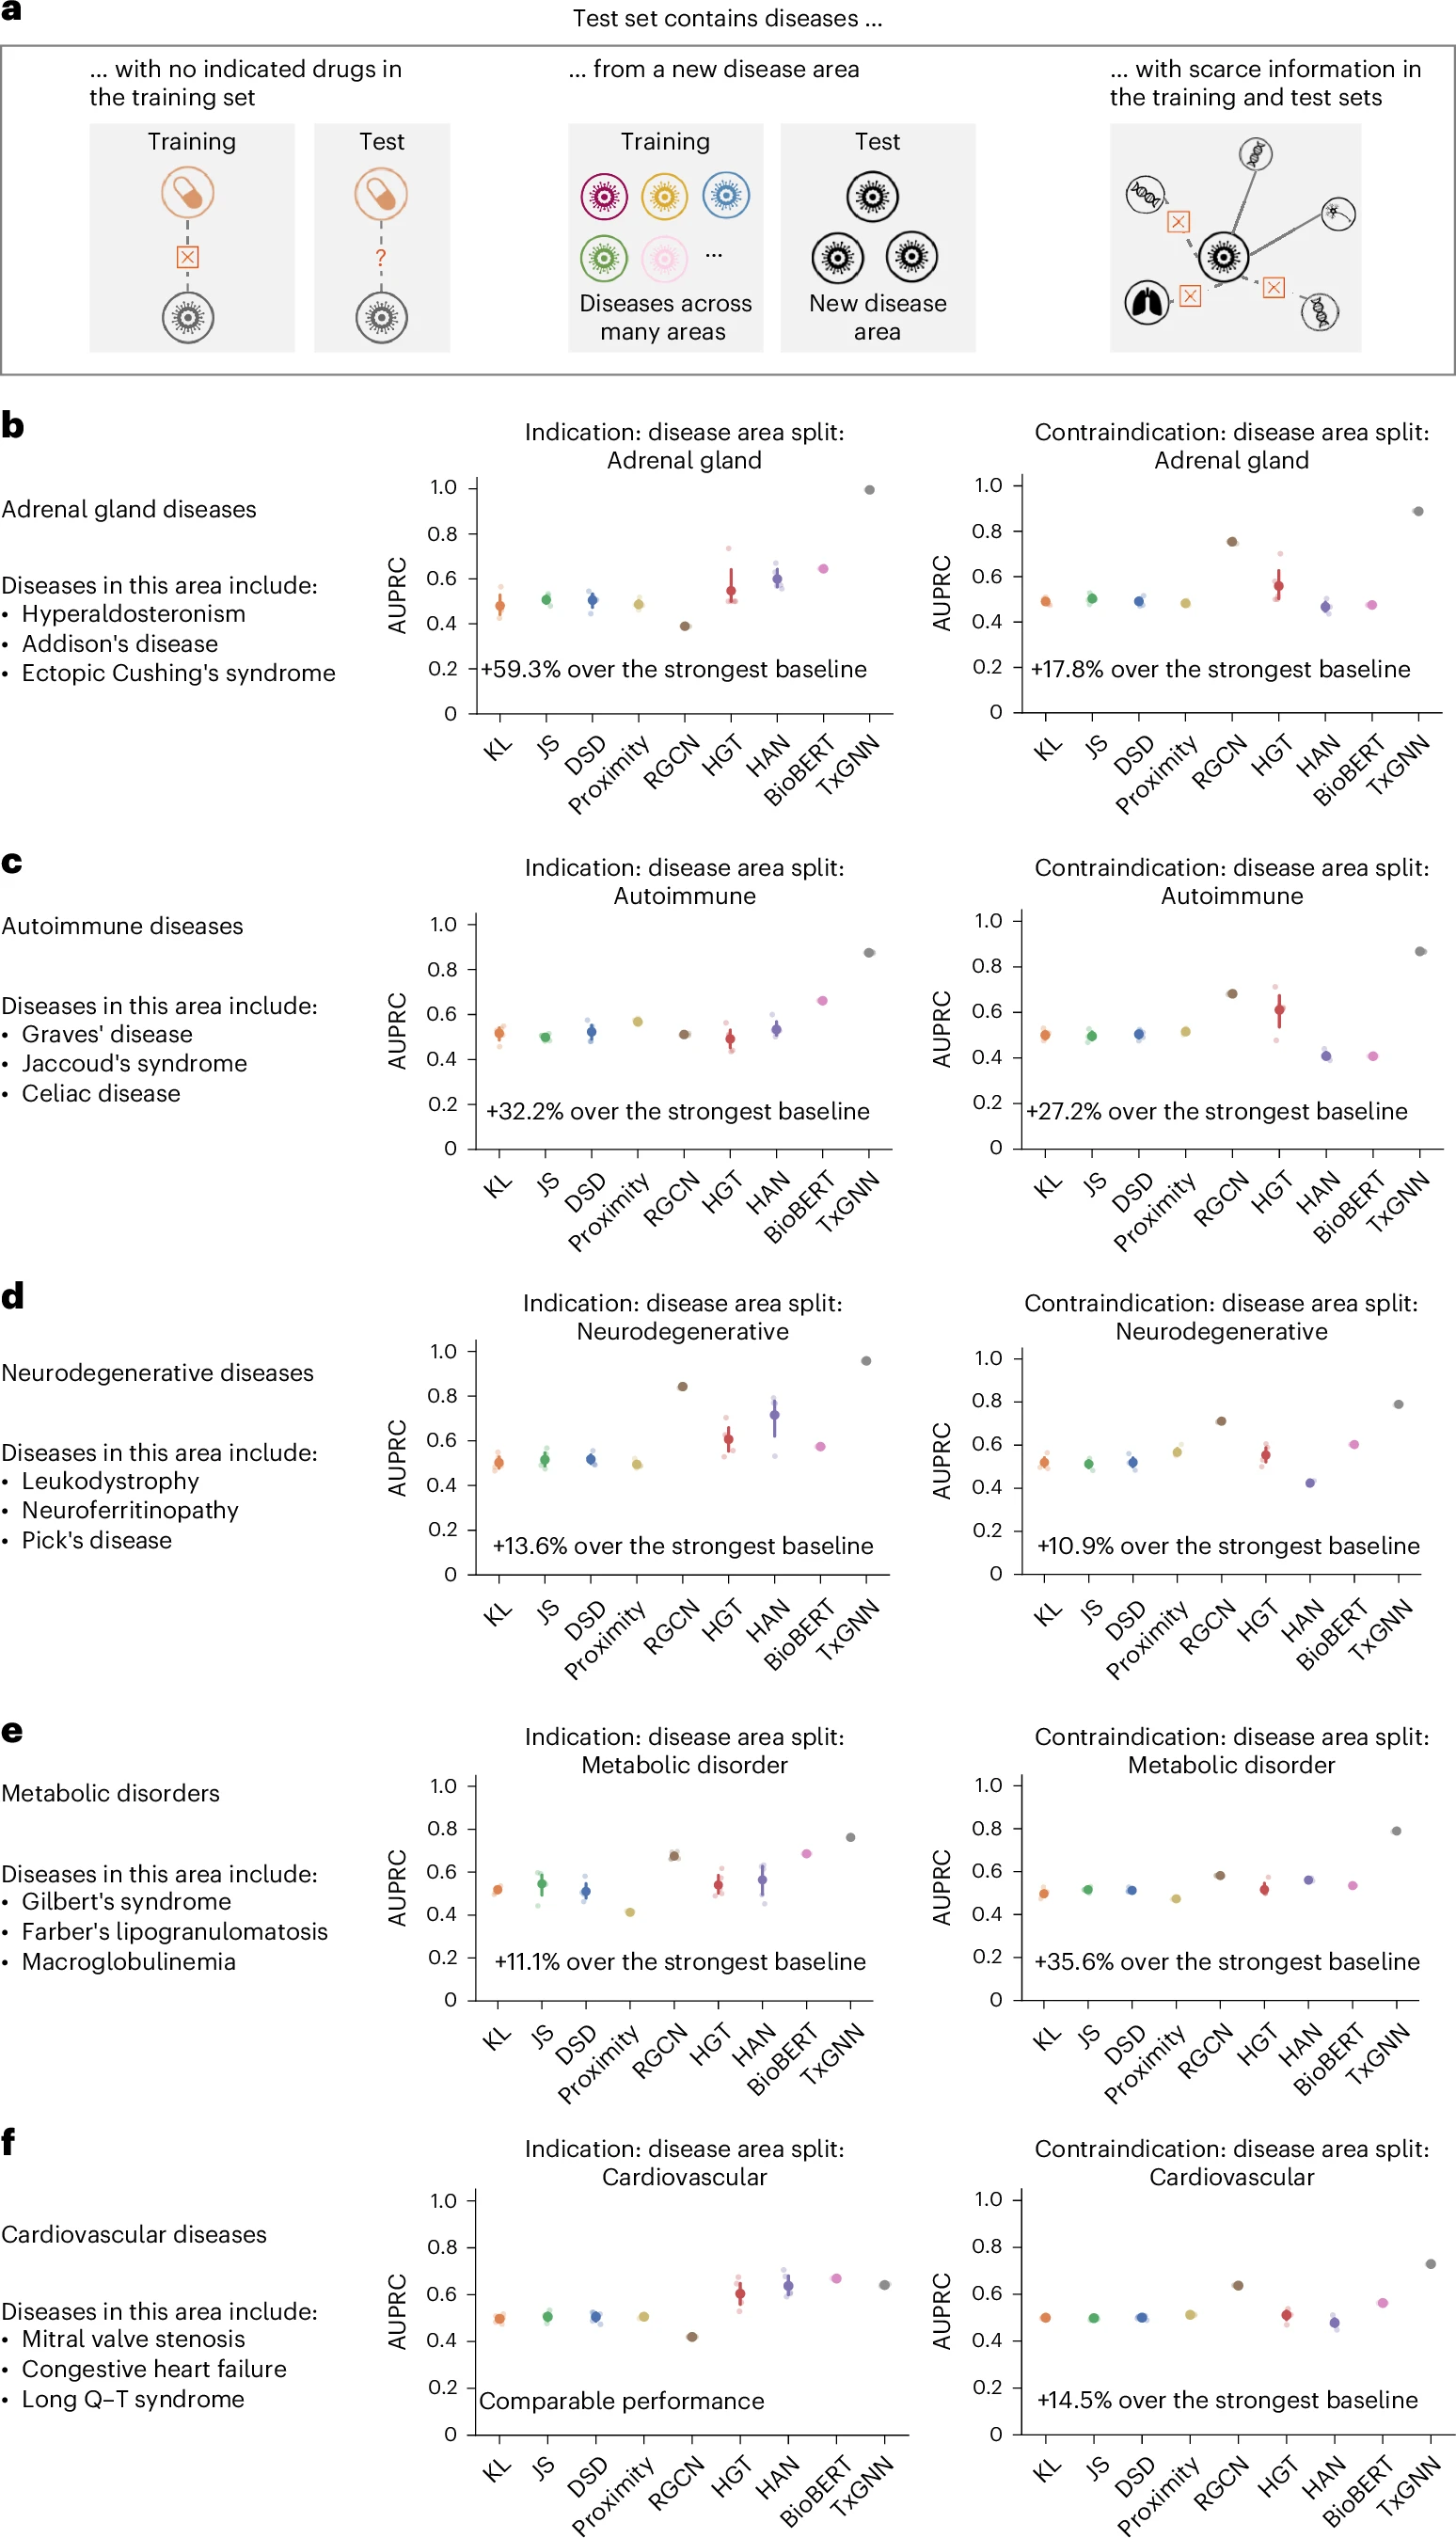 a
Test set contains diseases ...
... with no indicated drugs in
the training set
Training
Test
?
... from a new disease area
Training
Test
...
Diseases across
many areas
New disease
area
... with scarce information in
the training and test sets
b
Adrenal gland diseases
Diseases in this area include:
• Hyperaldosteronism
• Addison's disease
• Ectopic Cushing's syndrome
Indication: disease area split:
Adrenal gland
AUPRC
1.0
0.8
0.6
0.4
0.2
0
+59.3% over the strongest baseline
KL
JS
DSD
Proximity
RGCN
HGT
HAN
BioBERT
TxGNN
Contraindication: disease area split:
Adrenal gland
AUPRC
1.0
0.8
0.6
0.4
0.2
0
+17.8% over the strongest baseline
KL
JS
DSD
Proximity
RGCN
HGT
HAN
BioBERT
TxGNN
c
Autoimmune diseases
Diseases in this area include:
• Graves' disease
• Jaccoud's syndrome
• Celiac disease
Indication: disease area split:
Autoimmune
AUPRC
1.0
0.8
0.6
0.4
0.2
0
+32.2% over the strongest baseline
KL
JS
DSD
Proximity
RGCN
HGT
HAN
BioBERT
TxGNN
Contraindication: disease area split:
Autoimmune
AUPRC
1.0
0.8
0.6
0.4
0.2
0
+27.2% over the strongest baseline
KL
JS
DSD
Proximity
RGCN
HGT
HAN
BioBERT
TxGNN
d
Neurodegenerative diseases
Diseases in this area include:
• Leukodystrophy
• Neuroferritinopathy
• Pick's disease
Indication: disease area split:
Neurodegenerative
AUPRC
1.0
0.8
0.6
0.4
0.2
0
+13.6% over the strongest baseline
KL
JS
DSD
Proximity
RGCN
HGT
HAN
BioBERT
TxGNN
Contraindication: disease area split:
Neurodegenerative
AUPRC
1.0
0.8
0.6
0.4
0.2
0
+10.9% over the strongest baseline
KL
JS
DSD
Proximity
RGCN
HGT
HAN
BioBERT
TxGNN
e
Metabolic disorders
Diseases in this area include:
• Gilbert's syndrome
• Farber's lipogranulomatosis
• Macroglobulinemia
Indication: disease area split:
Metabolic disorder
AUPRC
1.0
0.8
0.6
0.4
0.2
0
+11.1% over the strongest baseline
KL
JS
DSD
Proximity
RGCN
HGT
HAN
BioBERT
TxGNN
Contraindication: disease area split:
Metabolic disorder
AUPRC
1.0
0.8
0.6
0.4
0.2
0
+35.6% over the strongest baseline
KL
JS
DSD
Proximity
RGCN
HGT
HAN
BioBERT
TxGNN
f
Cardiovascular diseases
Diseases in this area include:
• Mitral valve stenosis
• Congestive heart failure
• Long Q–T syndrome
Indication: disease area split:
Cardiovascular
AUPRC
1.0
0.8
0.6
0.4
0.2
0
Comparable performance
KL
JS
DSD
Proximity
RGCN
HGT
HAN
BioBERT
TxGNN
Contraindication: disease area split:
Cardiovascular
AUPRC
1.0
0.8
0.6
0.4
0.2
0
+14.5% over the strongest baseline
KL
JS
DSD
Proximity
RGCN
HGT
HAN
BioBERT
TxGNN